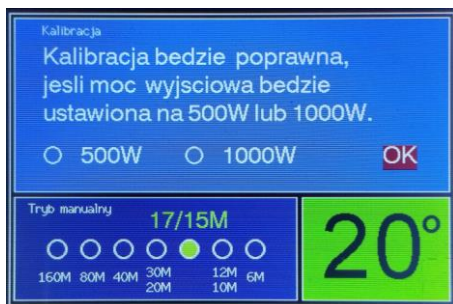 Kalibracja
Kalibracja bedzie poprawna,
jesli moc wyjsciowa bedzie
ustawiona na 500W lub 1000W.
500W 1000W OK
Tryb manualny
17/15M
160M 80M 40M 30M 20M 12M 10M 6M
20°